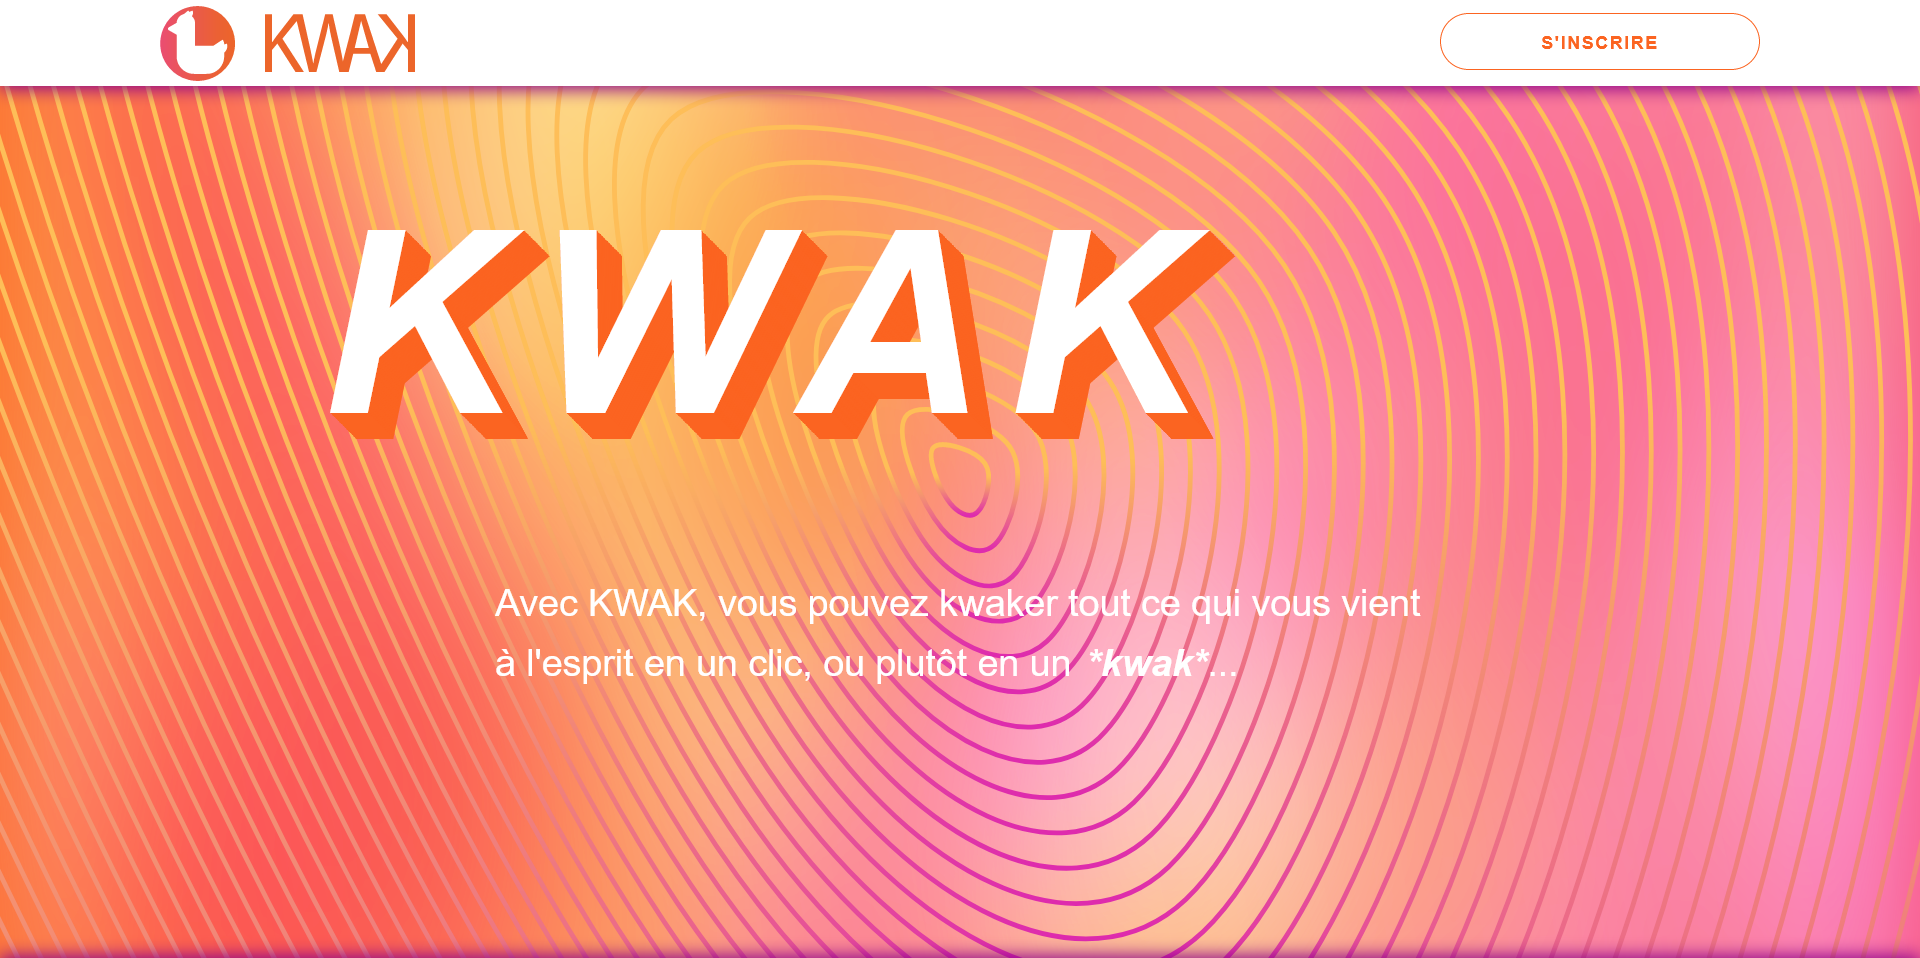 KWAK
S'INSCRIRE
KWAK
Avec KWAK, vous pouvez kwaker tout ce qui vous vient
à l'esprit en un clic, ou plutôt en un *kwak*...